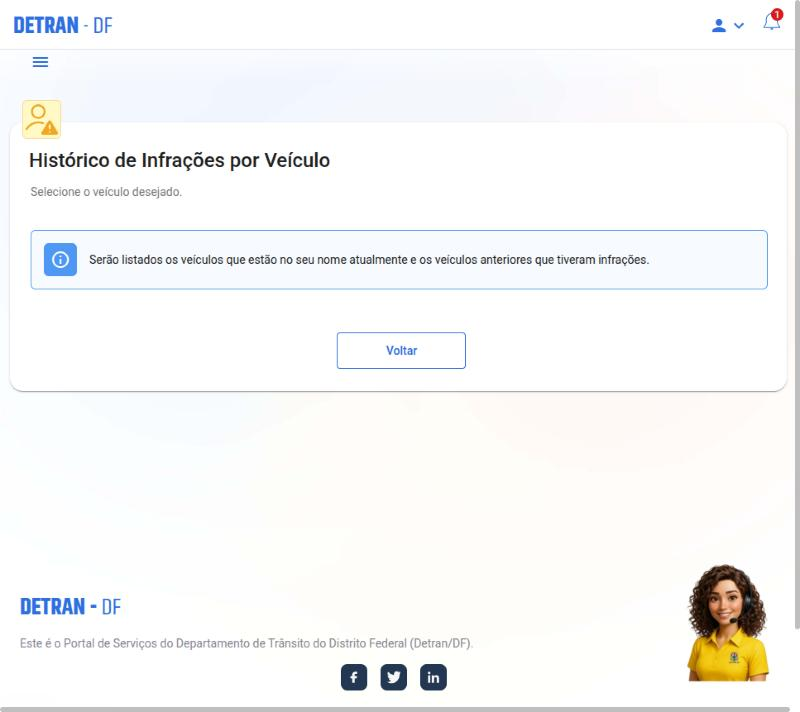 DETRAN - DF
1
Histórico de Infrações por Veículo
Selecione o veículo desejado.
Serão listados os veículos que estão no seu nome atualmente e os veículos anteriores que tiveram infrações.
Voltar
DETRAN - DF
Este é o Portal de Serviços do Departamento de Trânsito do Distrito Federal (Detran/DF).